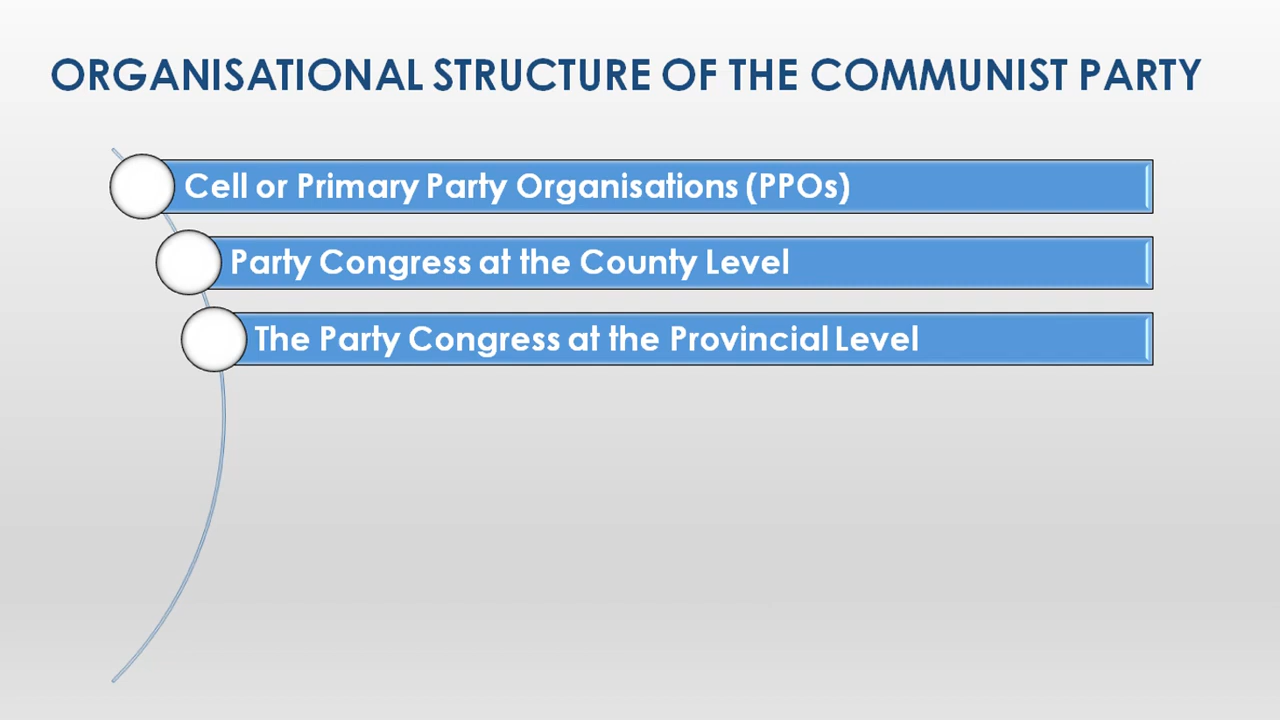 ORGANISATIONAL STRUCTURE OF THE COMMUNIST PARTY
Cell or Primary Party Organisations (PPOs)
Party Congress at the County Level
The Party Congress at the Provincial Level